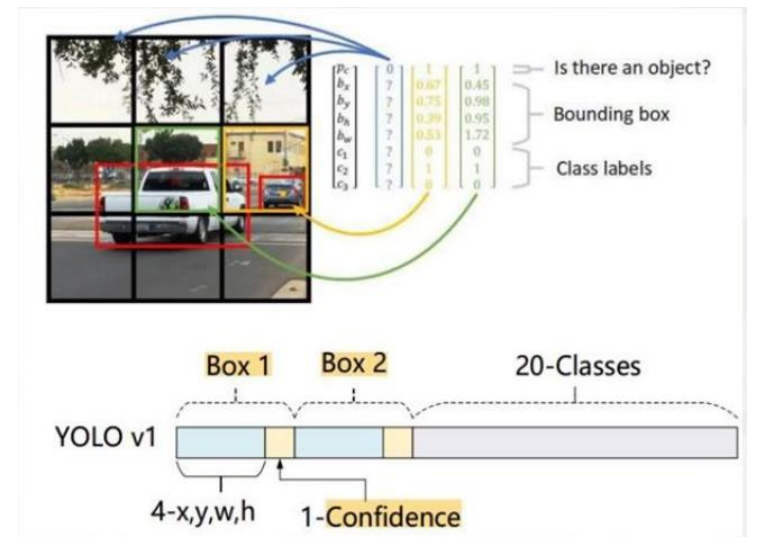 [p_c] [0] [1] [1] Is there an object?
b_x ? 0.67 0.45
b_y ? 0.75 0.98 Bounding box
b_h ? 0.39 0.95
b_w ? 0.53 1.72
c_1 ? 0 0
c_2 ? 1 1 Class labels
[c_3] [?] [0] [0]
Box 1 Box 2 20-Classes
YOLO v1
4-x,y,w,h 1-Confidence